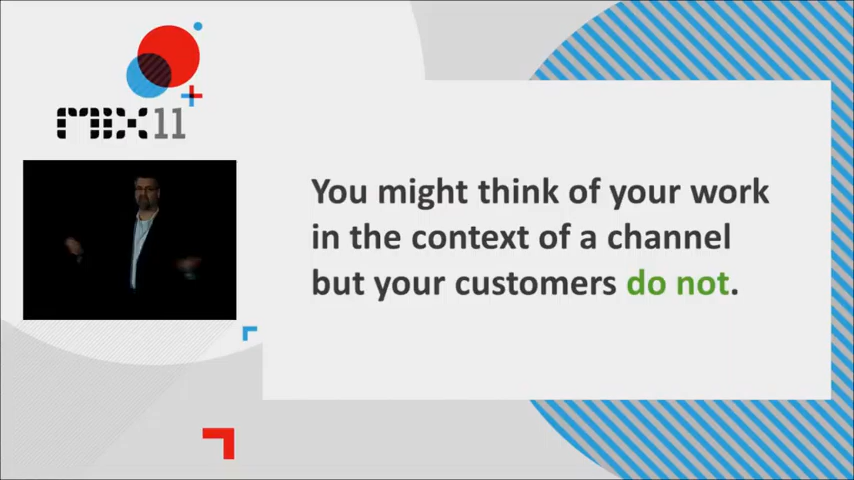 mix11
You might think of your work
in the context of a channel
but your customers do not.